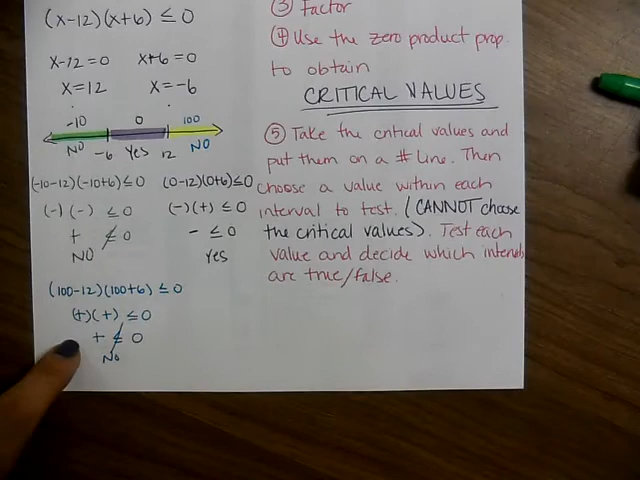 (x-12)(x+6) ≤ 0
x-12=0 x+6=0
x=12 x=-6
-10 0 100
NO -6 Yes 12 NO
(-10-12)(-10+6)≤0 (0-12)(0+6)≤0
(-)(-) ≤0 (-)(+) ≤0
+ ≰0 - ≤0
NO Yes
(100-12)(100+6) ≤0
(+)(+) ≤0
+ ≰ 0
No
③ Factor
④ Use the zero product prop.
to obtain
CRITICAL VALUES
⑤ Take the critical values and
put them on a # line. Then
choose a value within each
interval to test. (CANNOT choose
the critical values). Test each
value and decide which intervals
are true/false.